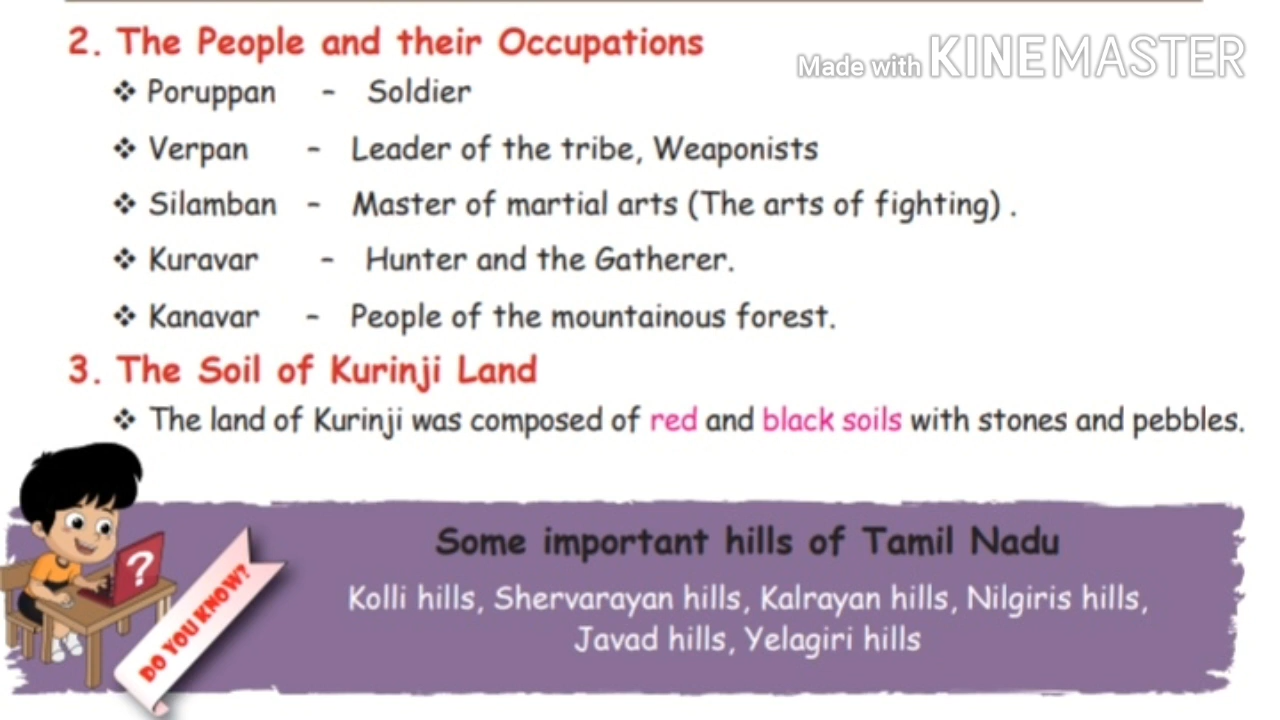 2. The People and their Occupations
Made with KINEMASTER
❖ Poruppan - Soldier
❖ Verpan - Leader of the tribe, Weaponists
❖ Silamban - Master of martial arts (The arts of fighting) .
❖ Kuravar - Hunter and the Gatherer.
❖ Kanavar - People of the mountainous forest.
3. The Soil of Kurinji Land
❖ The land of Kurinji was composed of red and black soils with stones and pebbles.
?
DO YOU KNOW?
Some important hills of Tamil Nadu
Kolli hills, Shervarayan hills, Kalrayan hills, Nilgiris hills,
Javad hills, Yelagiri hills